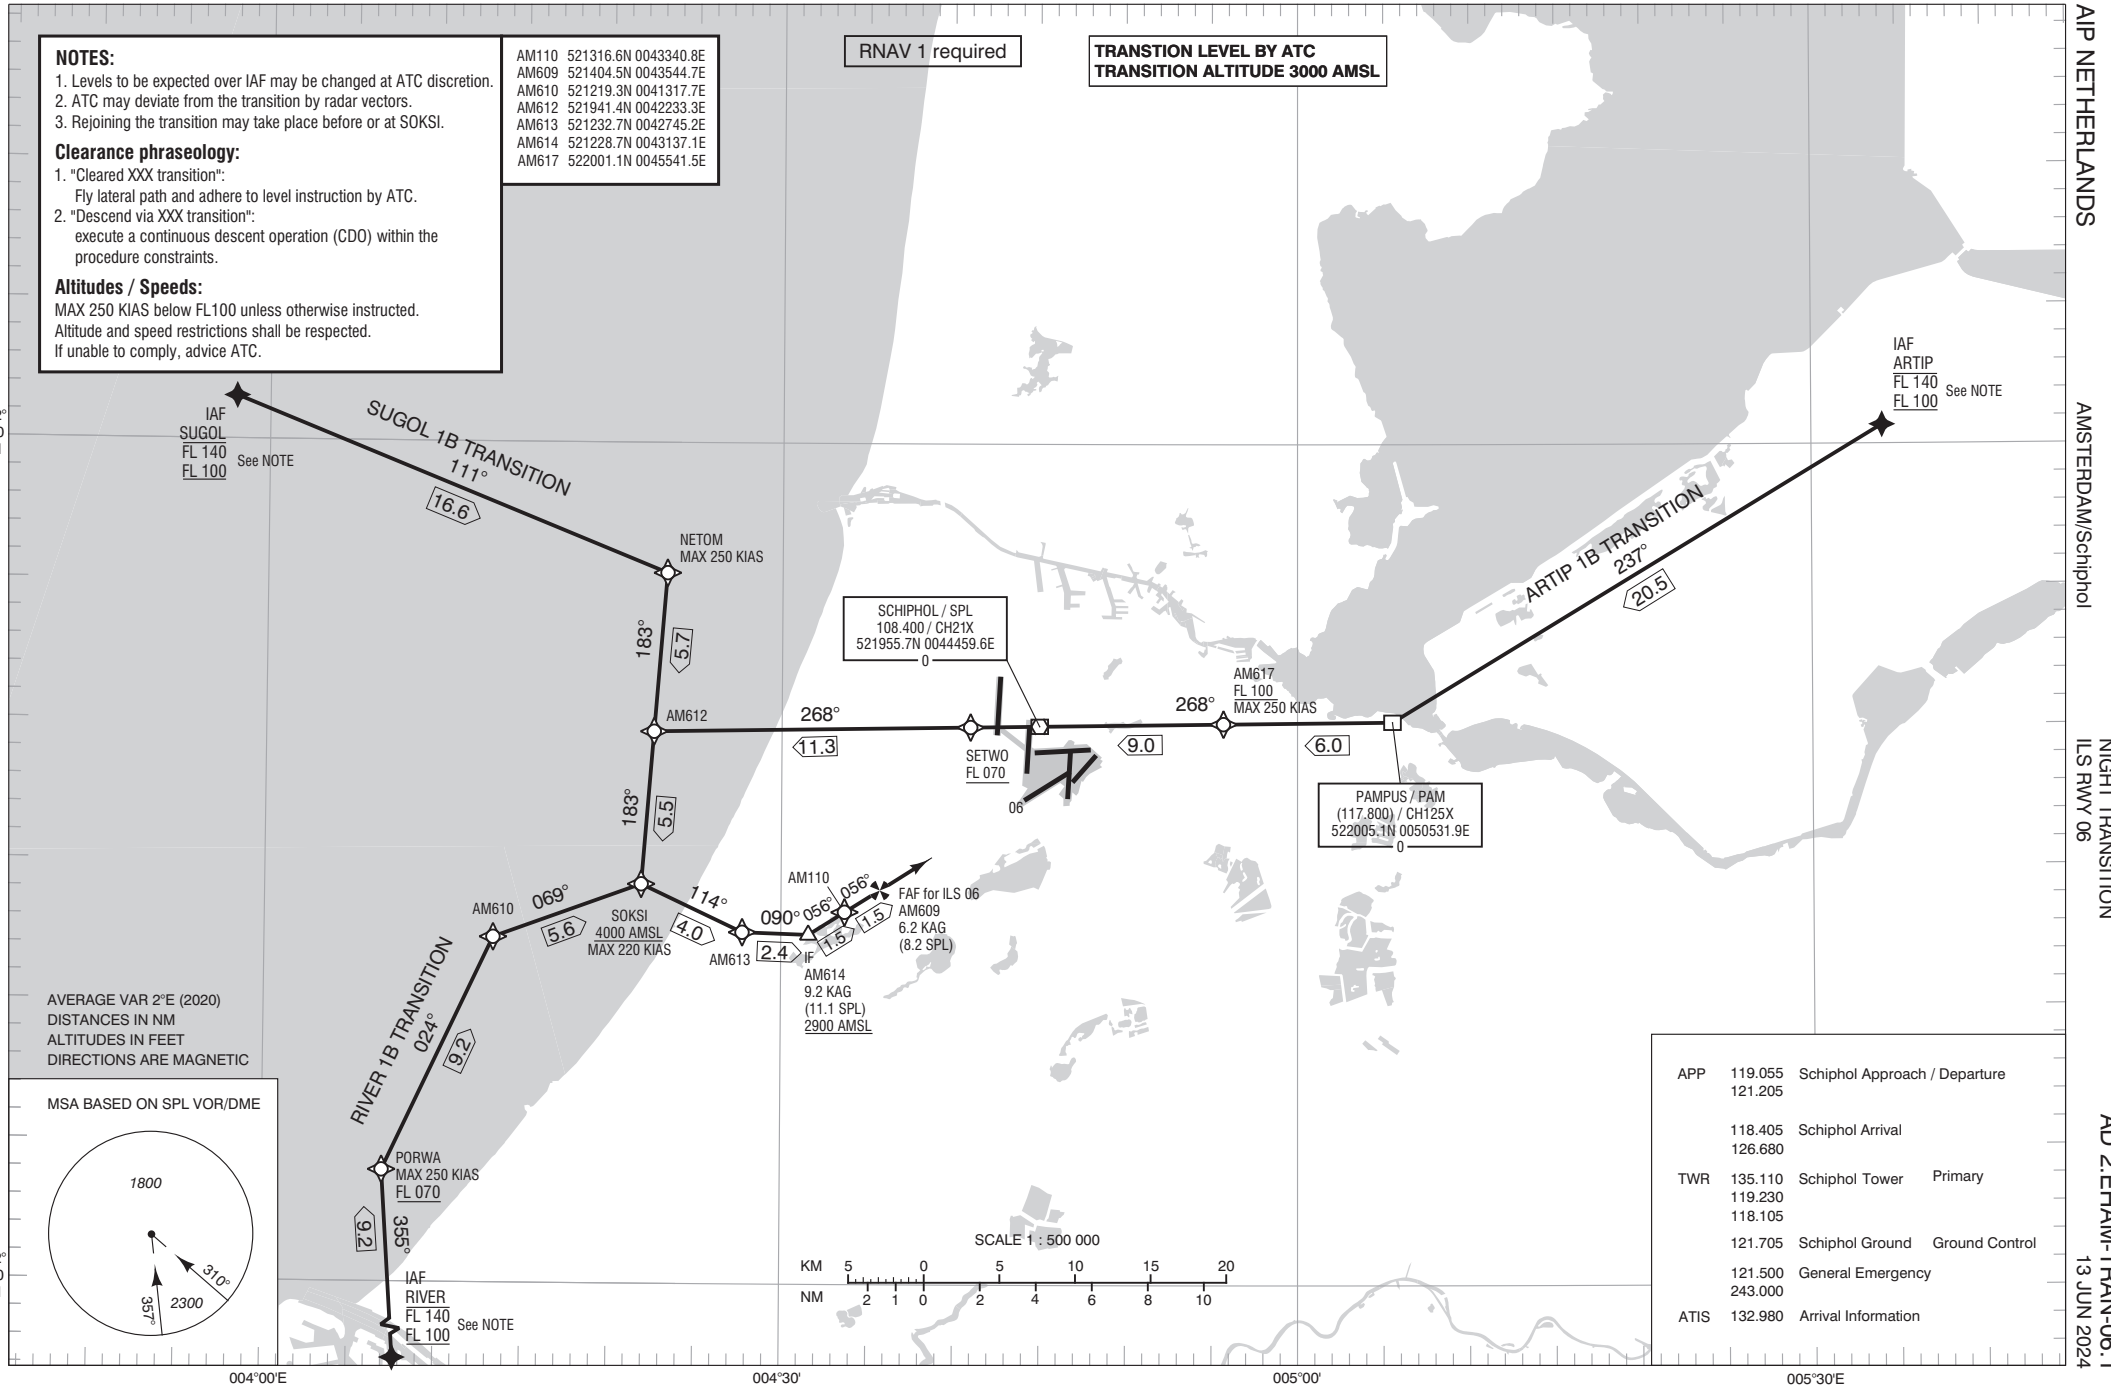 NOTES:
1. Levels to be expected over IAF may be changed at ATC discretion.
2. ATC may deviate from the transition by radar vectors.
3. Rejoining the transition may take place before or at SOKSI.
Clearance phraseology:
1. "Cleared XXX transition":
Fly lateral path and adhere to level instruction by ATC.
2. "Descend via XXX transition":
execute a continuous descent operation (CDO) within the
procedure constraints.
Altitudes / Speeds:
MAX 250 KIAS below FL100 unless otherwise instructed.
Altitude and speed restrictions shall be respected.
If unable to comply, advice ATC.
AM110 521316.6N 0043340.8E
AM609 521404.5N 0043544.7E
AM610 521219.3N 0041317.7E
AM612 521941.4N 0042233.3E
AM613 521232.7N 0042745.2E
AM614 521228.7N 0043137.1E
AM617 522001.1N 0045541.5E
RNAV 1 required
TRANSTION LEVEL BY ATC
TRANSITION ALTITUDE 3000 AMSL
AIP NETHERLANDS
AMSTERDAM/Schiphol
NIGHT TRANSITION
ILS RWY 06
AD 2.EHAM-TRAN-06.1
13 JUN 2024
IAF
SUGOL
FL 140
FL 100
See NOTE
SUGOL 1B TRANSITION
111°
16.6
NETOM
MAX 250 KIAS
183°
5.7
AM612
268°
11.3
SETWO
FL 070
SCHIPHOL / SPL
108.400 / CH21X
521955.7N 0044459.6E
0
06
9.0
268°
AM617
FL 100
MAX 250 KIAS
6.0
PAMPUS / PAM
(117.800) / CH125X
522005.1N 0050531.9E
0
ARTIP 1B TRANSITION
237°
20.5
IAF
ARTIP
FL 140
FL 100
See NOTE
183°
5.5
SOKSI
4000 AMSL
MAX 220 KIAS
AM610
069°
5.6
114°
4.0
AM613
090°
2.4
IF
AM614
9.2 KAG
(11.1 SPL)
2900 AMSL
056°
1.5
AM110
056°
1.5
FAF for ILS 06
AM609
6.2 KAG
(8.2 SPL)
RIVER 1B TRANSITION
024°
9.2
PORWA
MAX 250 KIAS
FL 070
355°
9.2
IAF
RIVER
FL 140
FL 100
See NOTE
AVERAGE VAR 2°E (2020)
DISTANCES IN NM
ALTITUDES IN FEET
DIRECTIONS ARE MAGNETIC
MSA BASED ON SPL VOR/DME
1800
310°
2300
357°
SCALE 1 : 500 000
KM 5 0 5 10 15 20
NM 2 1 0 2 4 6 8 10
APP 119.055 Schiphol Approach / Departure
121.205
118.405 Schiphol Arrival
126.680
TWR 135.110 Schiphol Tower Primary
119.230
118.105
121.705 Schiphol Ground Ground Control
121.500 General Emergency
243.000
ATIS 132.980 Arrival Information
004°00'E 004°30' 005°00' 005°30'E